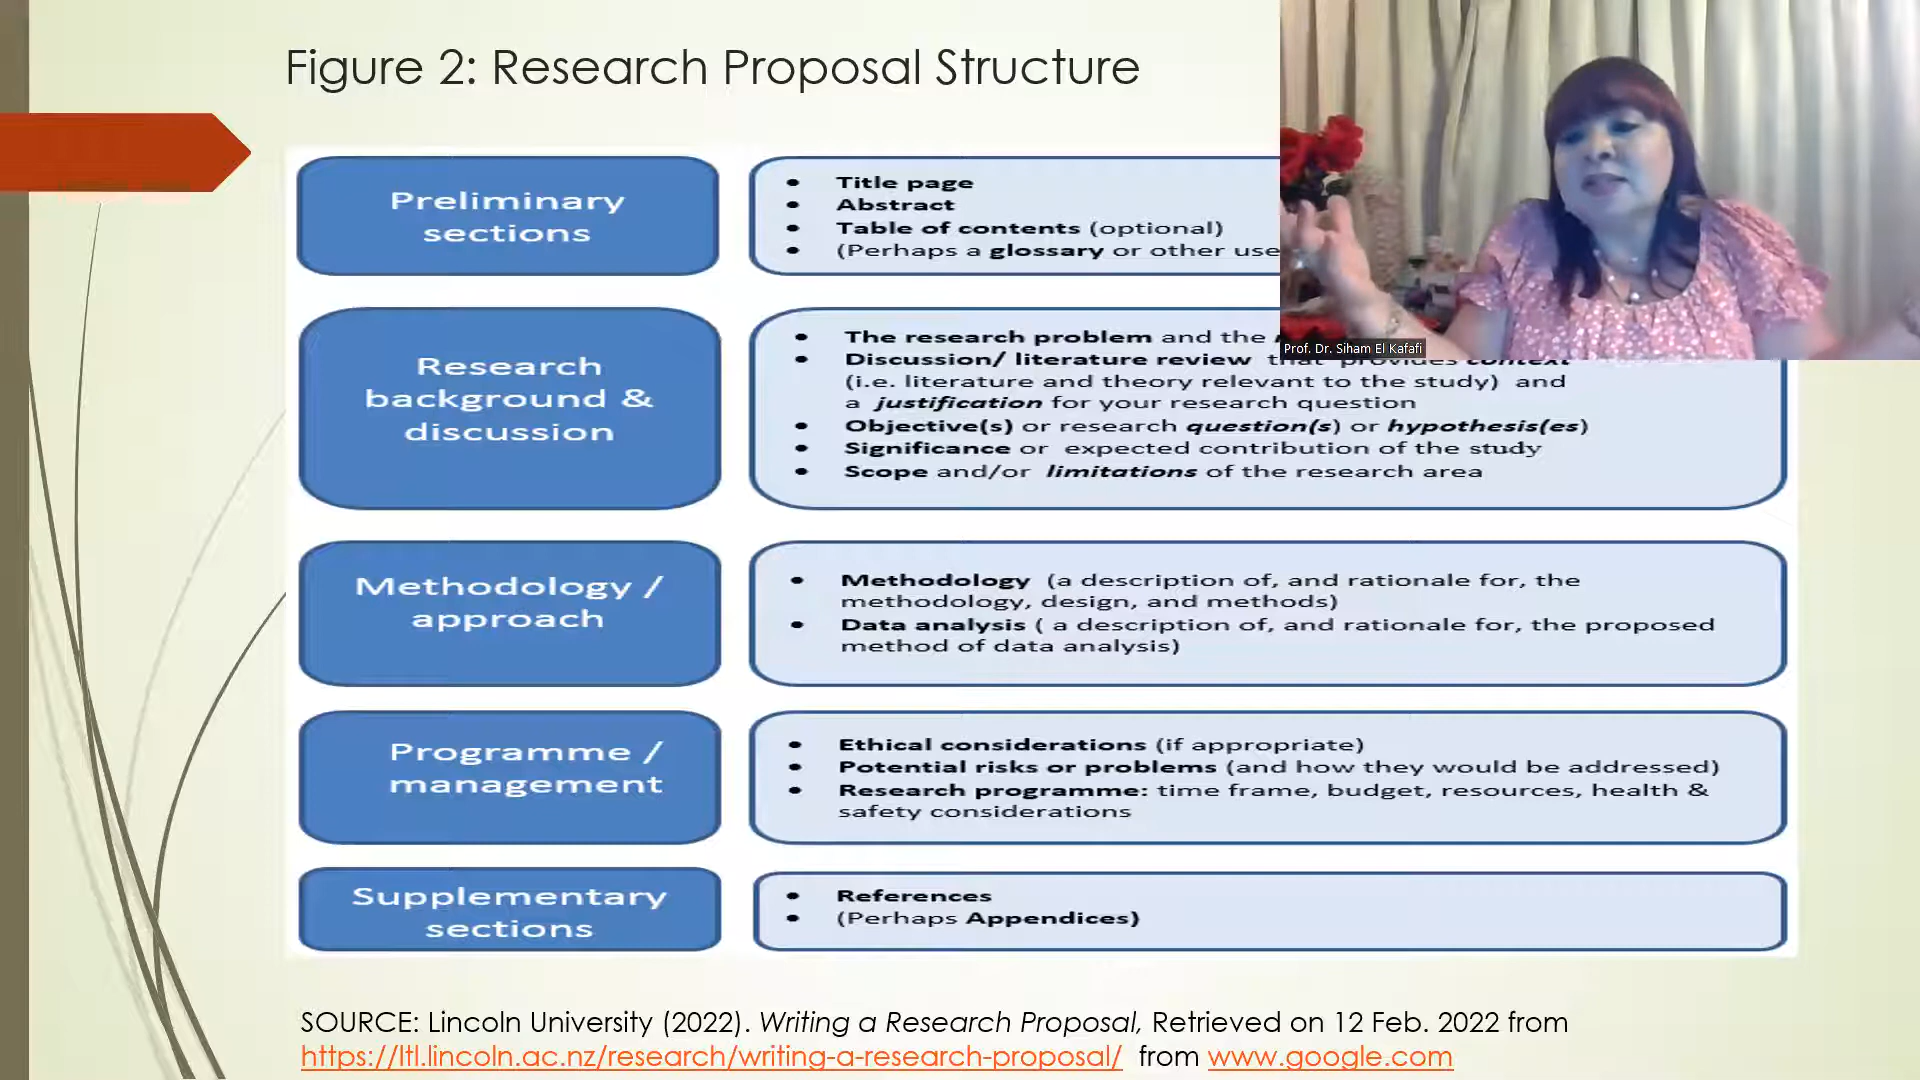 Figure 2: Research Proposal Structure
Preliminary
sections
Title page
Abstract
Table of contents (optional)
(Perhaps a glossary or other use
Research
background &
discussion
The research problem and the
Discussion/ literature review that provides context
(i.e. literature and theory relevant to the study) and
a justification for your research question
Objective(s) or research question(s) or hypothesis(es)
Significance or expected contribution of the study
Scope and/or limitations of the research area
Prof. Dr. Siham El Kafafi
Methodology /
approach
Methodology (a description of, and rationale for, the
methodology, design, and methods)
Data analysis ( a description of, and rationale for, the proposed
method of data analysis)
Programme /
management
Ethical considerations (if appropriate)
Potential risks or problems (and how they would be addressed)
Research programme: time frame, budget, resources, health &
safety considerations
Supplementary
sections
References
(Perhaps Appendices)
SOURCE: Lincoln University (2022). Writing a Research Proposal, Retrieved on 12 Feb. 2022 from
https://ltl.lincoln.ac.nz/research/writing-a-research-proposal/ from www.google.com